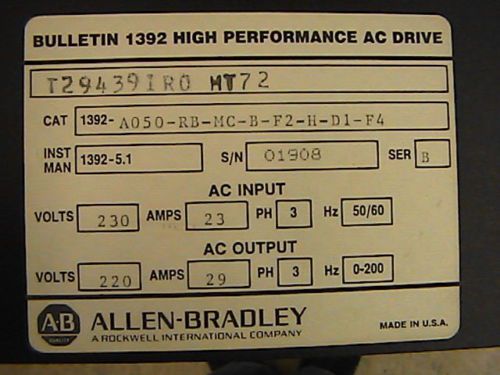 BULLETIN 1392 HIGH PERFORMANCE AC DRIVE
T294391R0 MT72
CAT 1392- A050-RB-MC-B-F2-H-D1-F4
INST MAN 1392-5.1 S/N 01908 SER B
AC INPUT
VOLTS 230 AMPS 23 PH 3 Hz 50/60
AC OUTPUT
VOLTS 220 AMPS 29 PH 3 Hz 0-200
A-B QUALITY ALLEN-BRADLEY
A ROCKWELL INTERNATIONAL COMPANY MADE IN U.S.A.